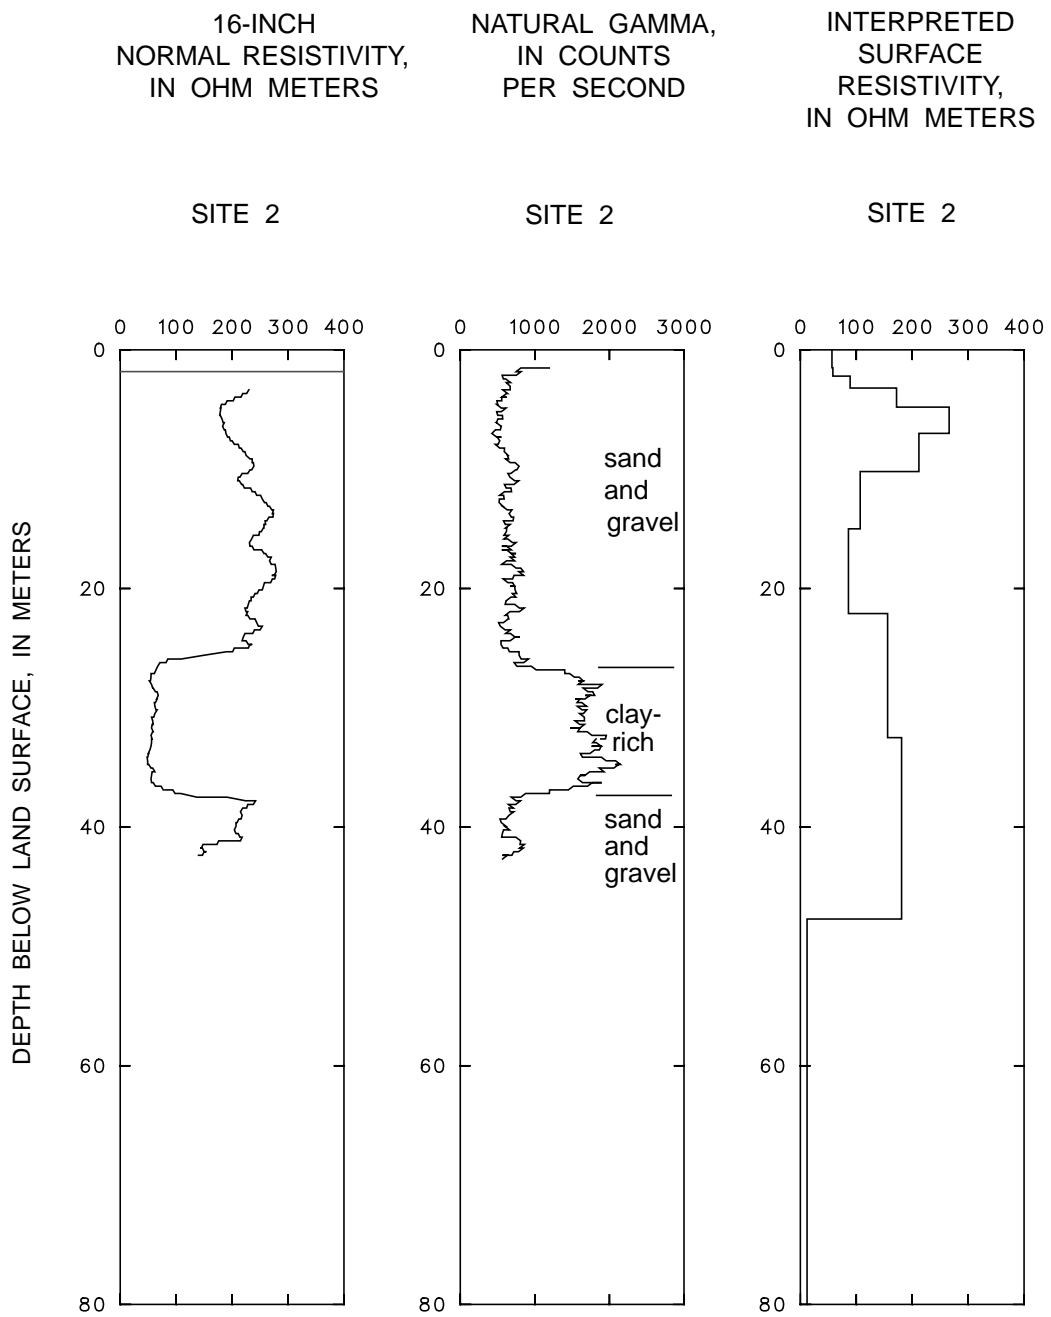 16-INCH
NORMAL RESISTIVITY,
IN OHM METERS
NATURAL GAMMA,
IN COUNTS
PER SECOND
INTERPRETED
SURFACE
RESISTIVITY,
IN OHM METERS
SITE 2
SITE 2
SITE 2
0 100 200 300 400
0 1000 2000 3000
0 100 200 300 400
DEPTH BELOW LAND SURFACE, IN METERS
0
20
40
60
80
0
20
40
60
80
sand
and
gravel
clay-
rich
sand
and
gravel
0
20
40
60
80